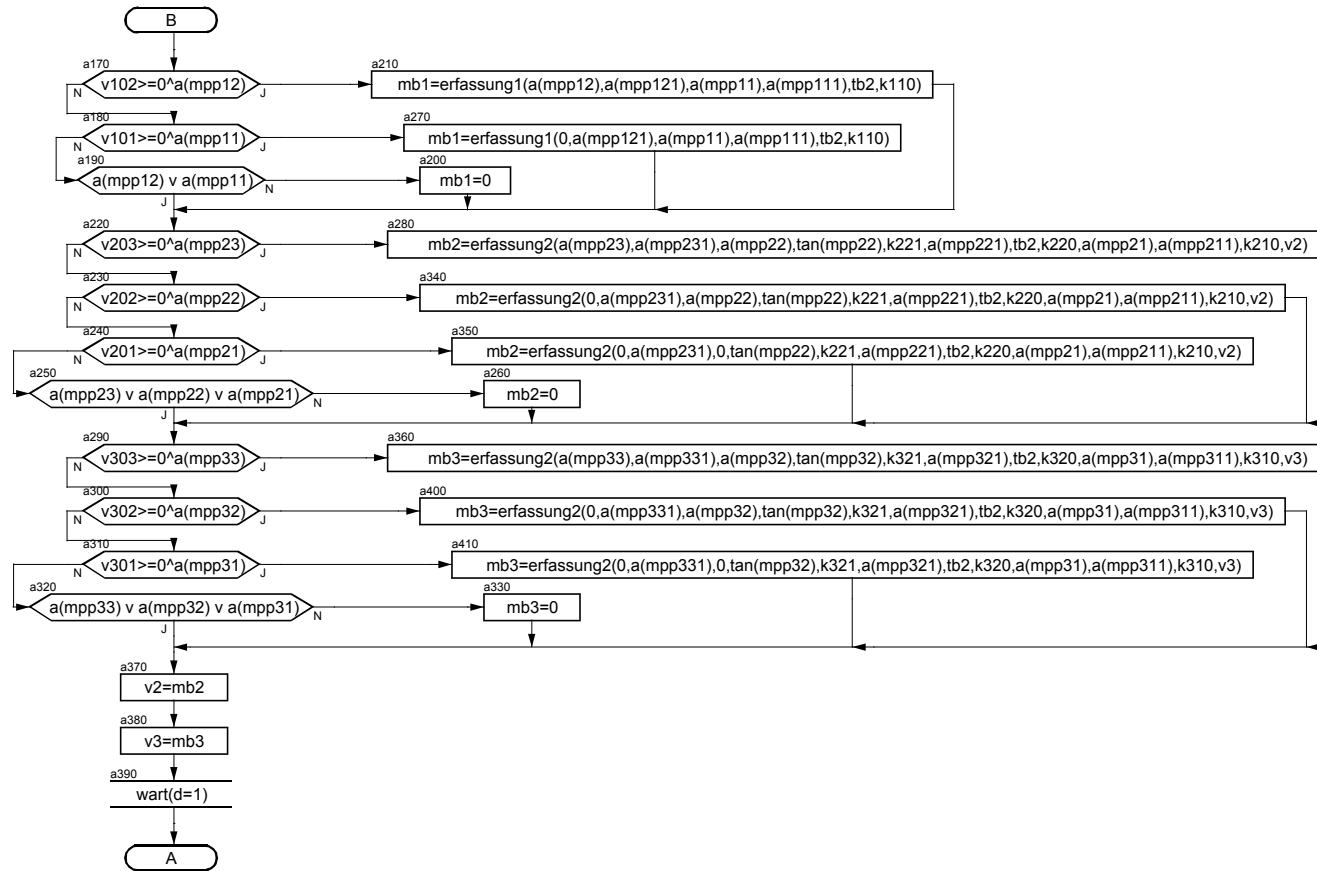 B
a170
v102>=0^a(mpp12)
N
J
a210
mb1=erfassung1(a(mpp12),a(mpp121),a(mpp11),a(mpp111),tb2,k110)
a180
v101>=0^a(mpp11)
N
J
a270
mb1=erfassung1(0,a(mpp121),a(mpp11),a(mpp111),tb2,k110)
a190
a(mpp12) v a(mpp11)
N
J
a200
mb1=0
a220
v203>=0^a(mpp23)
N
J
a280
mb2=erfassung2(a(mpp23),a(mpp231),a(mpp22),tan(mpp22),k221,a(mpp221),tb2,k220,a(mpp21),a(mpp211),k210,v2)
a230
v202>=0^a(mpp22)
N
J
a340
mb2=erfassung2(0,a(mpp231),a(mpp22),tan(mpp22),k221,a(mpp221),tb2,k220,a(mpp21),a(mpp211),k210,v2)
a240
v201>=0^a(mpp21)
N
J
a350
mb2=erfassung2(0,a(mpp231),0,tan(mpp22),k221,a(mpp221),tb2,k220,a(mpp21),a(mpp211),k210,v2)
a250
a(mpp23) v a(mpp22) v a(mpp21)
N
J
a260
mb2=0
a290
v303>=0^a(mpp33)
N
J
a360
mb3=erfassung2(a(mpp33),a(mpp331),a(mpp32),tan(mpp32),k321,a(mpp321),tb2,k320,a(mpp31),a(mpp311),k310,v3)
a300
v302>=0^a(mpp32)
N
J
a400
mb3=erfassung2(0,a(mpp331),a(mpp32),tan(mpp32),k321,a(mpp321),tb2,k320,a(mpp31),a(mpp311),k310,v3)
a310
v301>=0^a(mpp31)
N
J
a410
mb3=erfassung2(0,a(mpp331),0,tan(mpp32),k321,a(mpp321),tb2,k320,a(mpp31),a(mpp311),k310,v3)
a320
a(mpp33) v a(mpp32) v a(mpp31)
N
J
a330
mb3=0
a370
v2=mb2
a380
v3=mb3
a390
wart(d=1)
A